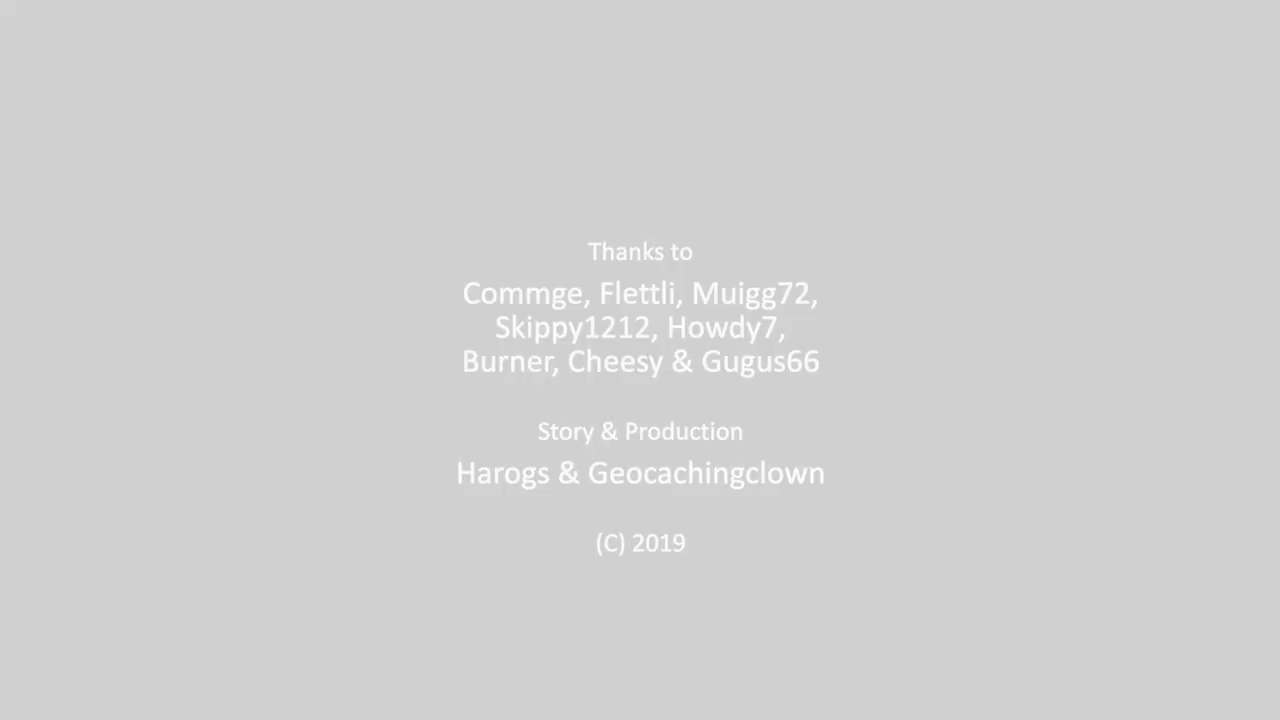 Thanks to
Commge, Flettli, Muigg72,
Skippy1212, Howdy7,
Burner, Cheesy & Gugus66
Story & Production
Harogs & Geocachingclown
(C) 2019